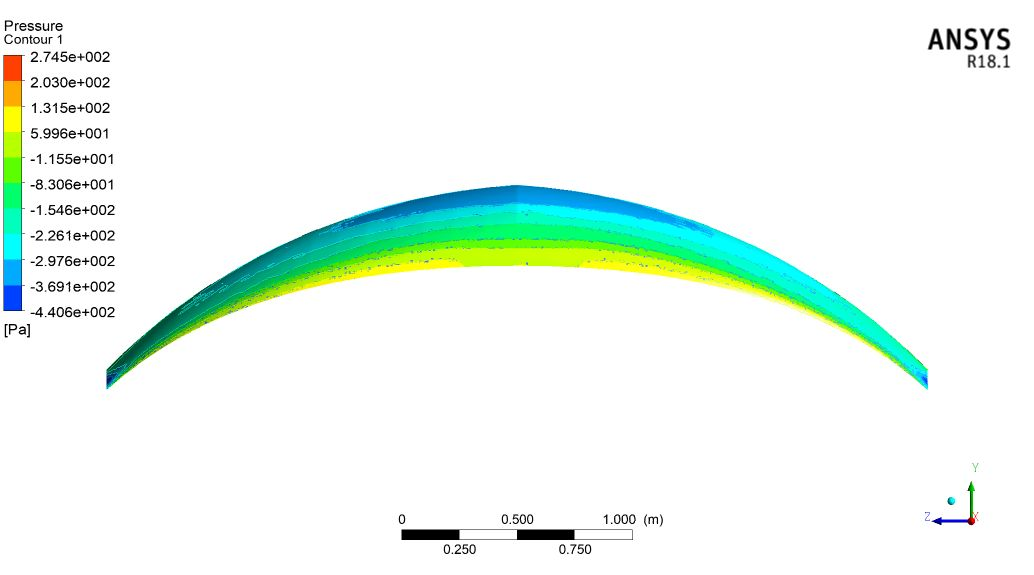 Pressure
Contour 1
2.745e+002
2.030e+002
1.315e+002
5.996e+001
-1.155e+001
-8.306e+001
-1.546e+002
-2.261e+002
-2.976e+002
-3.691e+002
-4.406e+002
[Pa]
ANSYS
R18.1
0 0.500 1.000 (m)
0.250 0.750
Y
Z X